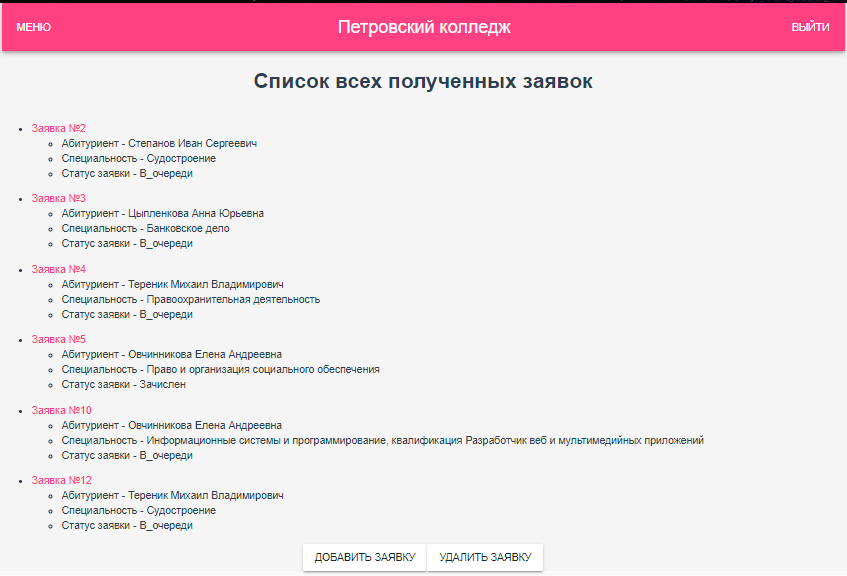 МЕНЮ
Петровский колледж
ВЫЙТИ
Список всех полученных заявок
Заявка №2
Абитуриент - Степанов Иван Сергеевич
Специальность - Судостроение
Статус заявки - В_очереди
Заявка №3
Абитуриент - Цыпленкова Анна Юрьевна
Специальность - Банковское дело
Статус заявки - В_очереди
Заявка №4
Абитуриент - Тереник Михаил Владимирович
Специальность - Правоохранительная деятельность
Статус заявки - В_очереди
Заявка №5
Абитуриент - Овчинникова Елена Андреевна
Специальность - Право и организация социального обеспечения
Статус заявки - Зачислен
Заявка №10
Абитуриент - Овчинникова Елена Андреевна
Специальность - Информационные системы и программирование, квалификация Разработчик веб и мультимедийных приложений
Статус заявки - В_очереди
Заявка №12
Абитуриент - Тереник Михаил Владимирович
Специальность - Судостроение
Статус заявки - В_очереди
ДОБАВИТЬ ЗАЯВКУ
УДАЛИТЬ ЗАЯВКУ